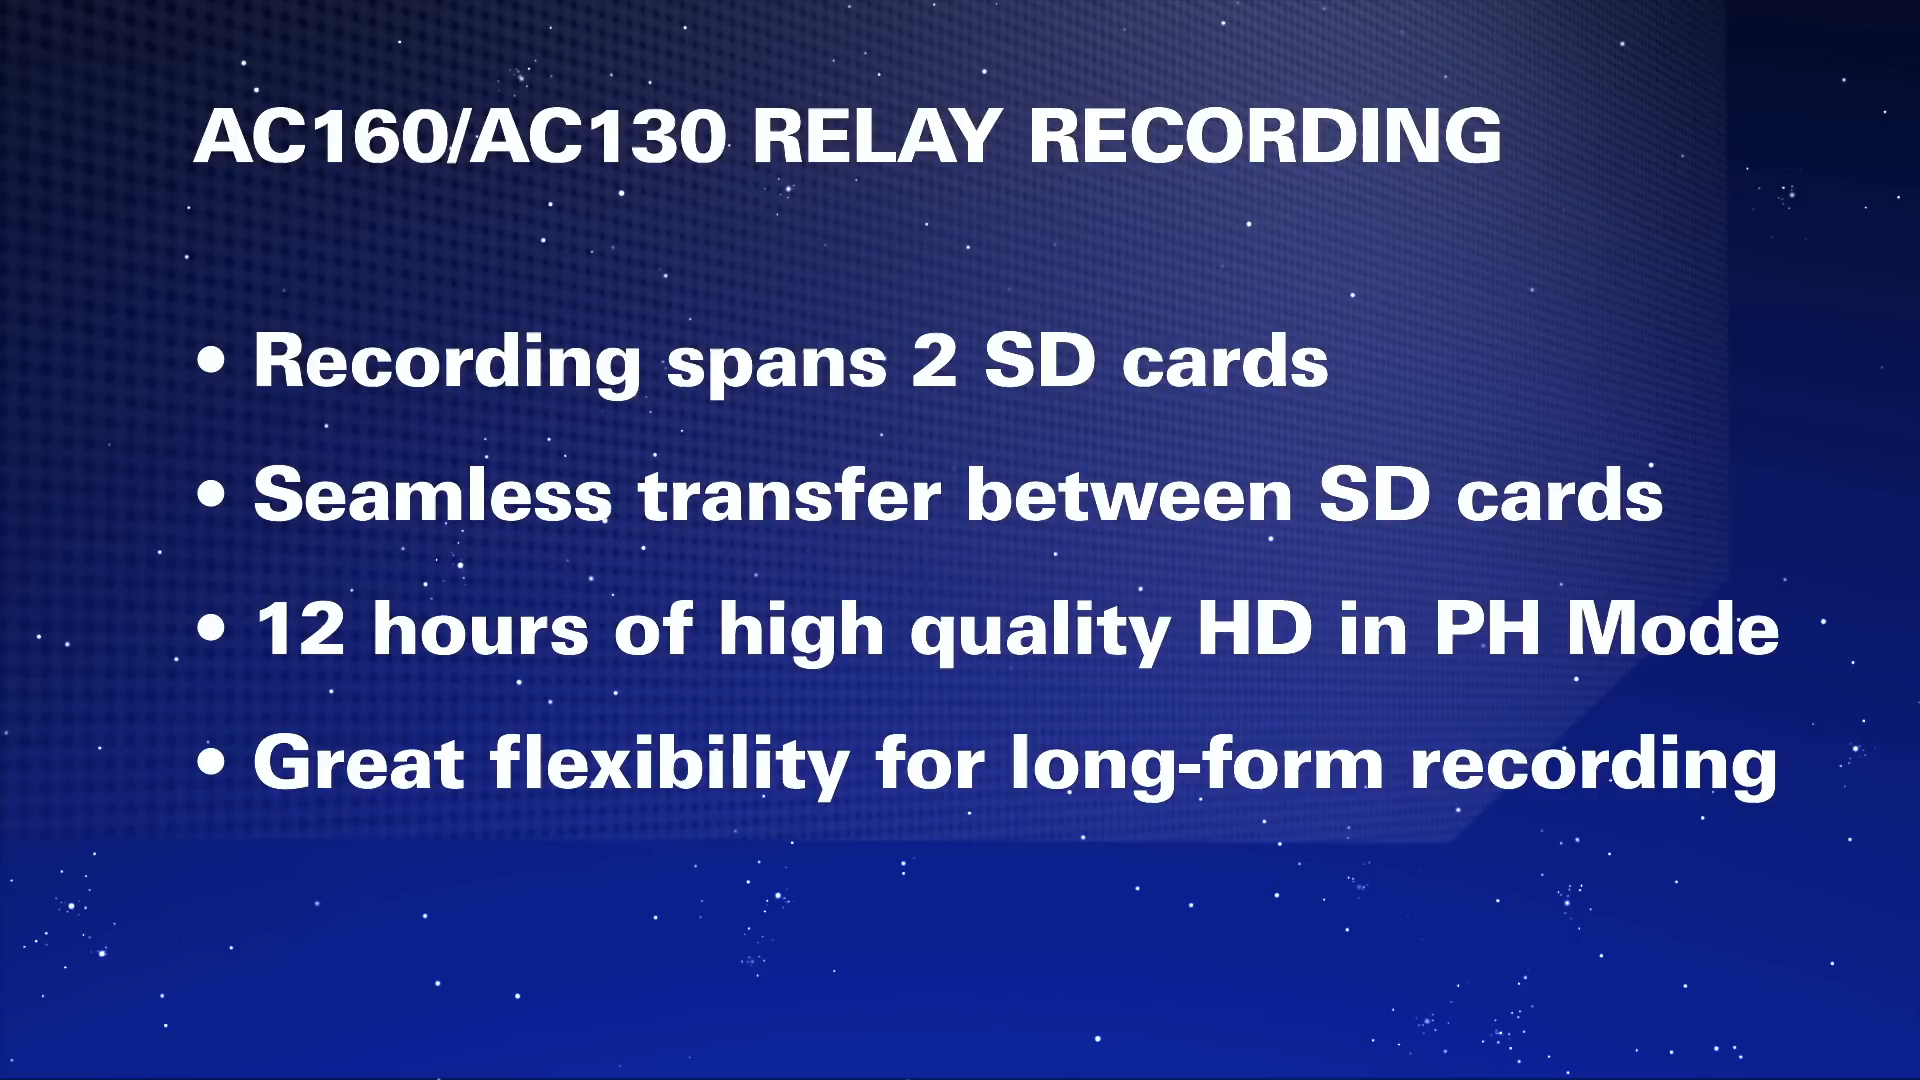 AC160/AC130 RELAY RECORDING
• Recording spans 2 SD cards
• Seamless transfer between SD cards
• 12 hours of high quality HD in PH Mode
• Great flexibility for long-form recording